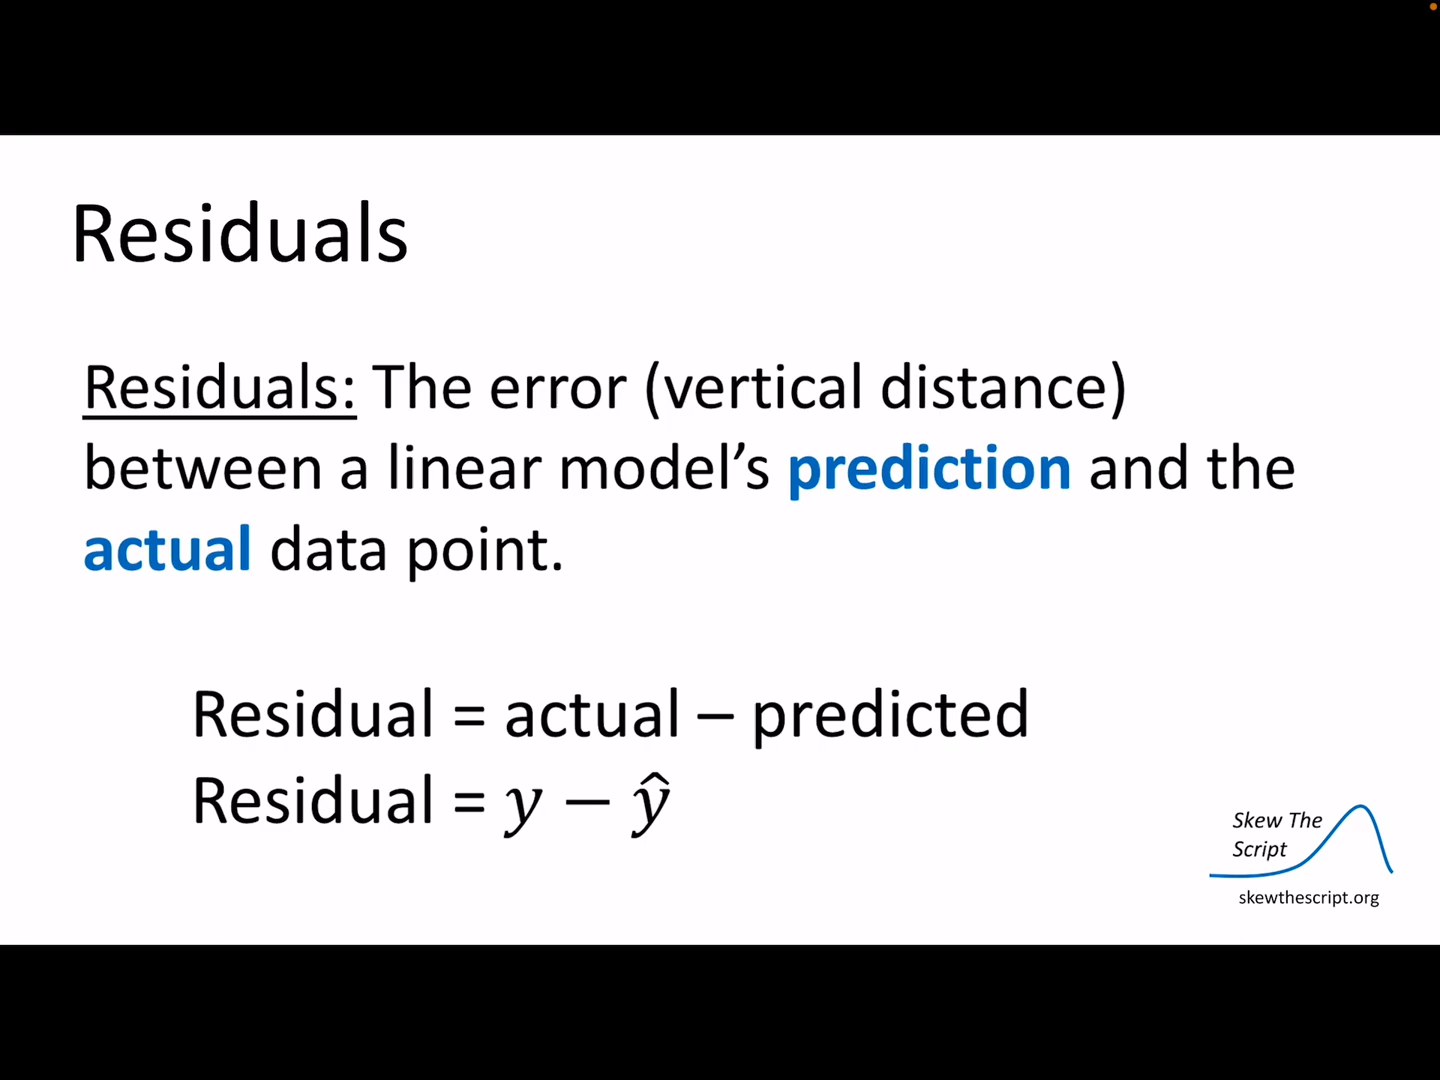 Residuals
Residuals: The error (vertical distance)
between a linear model’s prediction and the
actual data point.
Residual = actual – predicted
Residual = y − ŷ
Skew The
Script
skewthescript.org